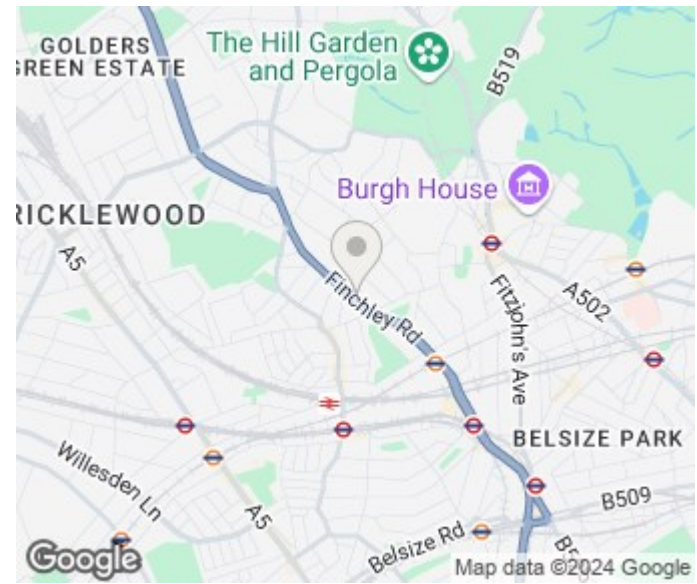 GOLDERS
GREEN ESTATE
The Hill Garden
and Pergola
B519
Burgh House
RICKLEWOOD
A5
Finchley Rd
Fitzjohn's Ave
A502
BELSIZE PARK
Willesden Ln
A5
B509
Belsize Rd
Google
Map data ©2024 Google